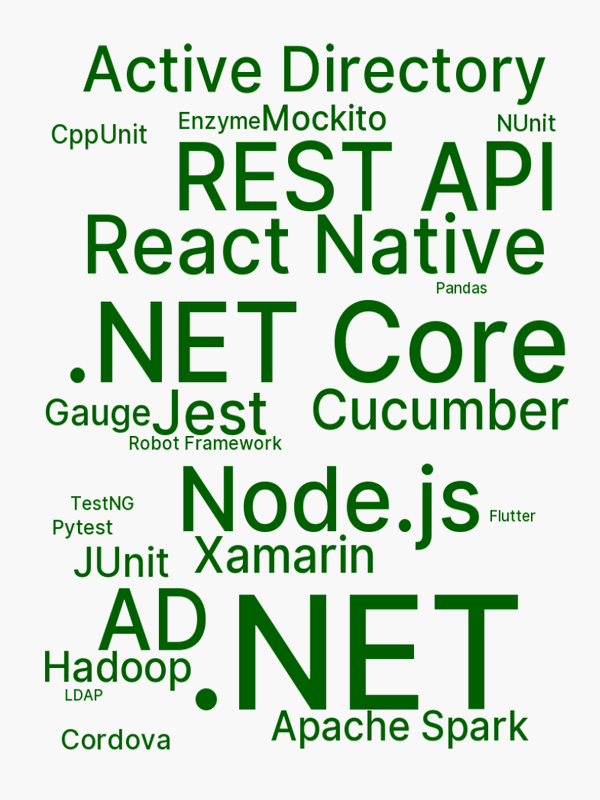 Active Directory
Enzyme Mockito
CppUnit NUnit
REST API
React Native
Pandas
.NET Core
Gauge Jest Cucumber
Robot Framework
Node.js
TestNG
Flutter
Pytest
JUnit Xamarin
AD
.NET
Hadoop
LDAP
Apache Spark
Cordova